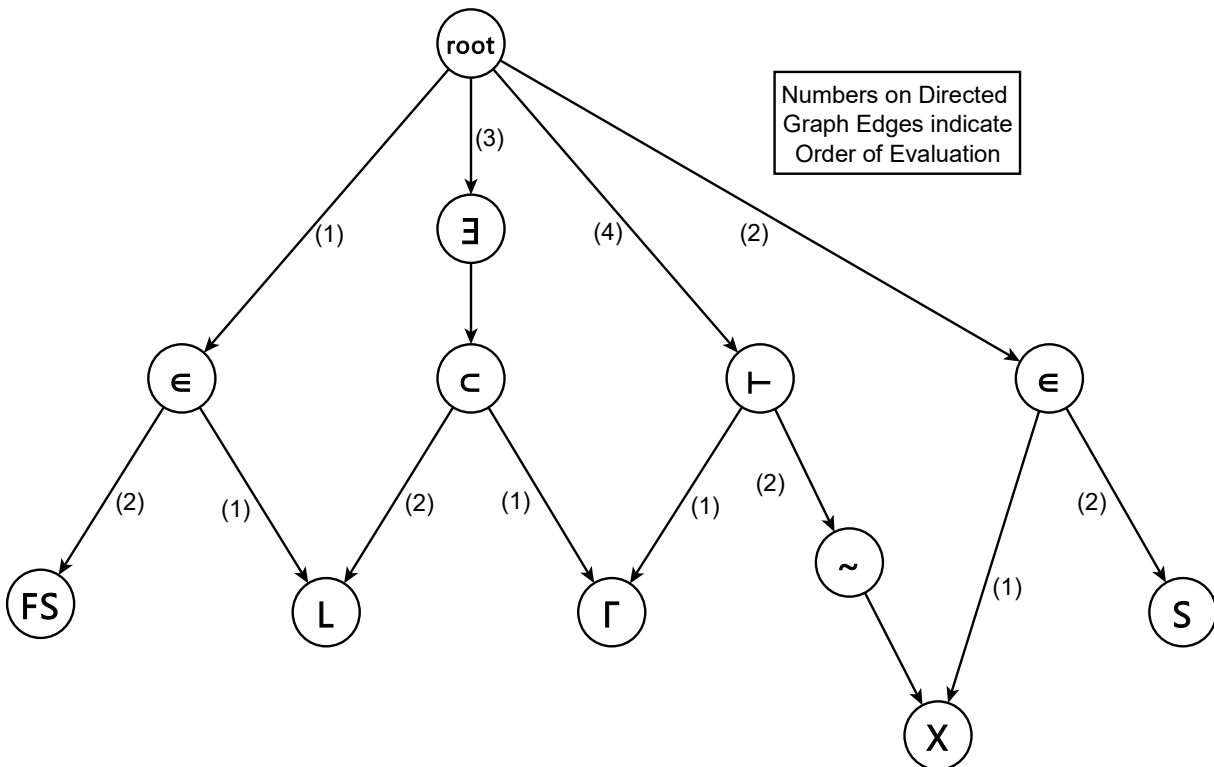 root
Numbers on Directed
Graph Edges indicate
Order of Evaluation
(3)
∃
(1)
(4)
(2)
∈
⊂
⊢
∈
(2)
(1)
(2)
(1)
(1)
(2)
(2)
~
(1)
FS
L
Γ
S
X